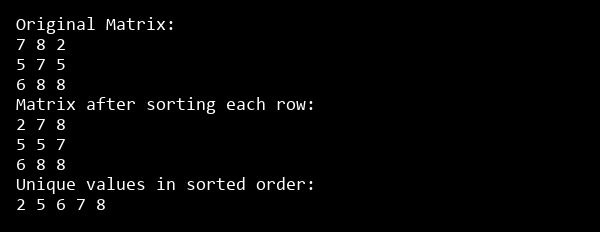 Original Matrix:
7 8 2
5 7 5
6 8 8
Matrix after sorting each row:
2 7 8
5 5 7
6 8 8
Unique values in sorted order:
2 5 6 7 8